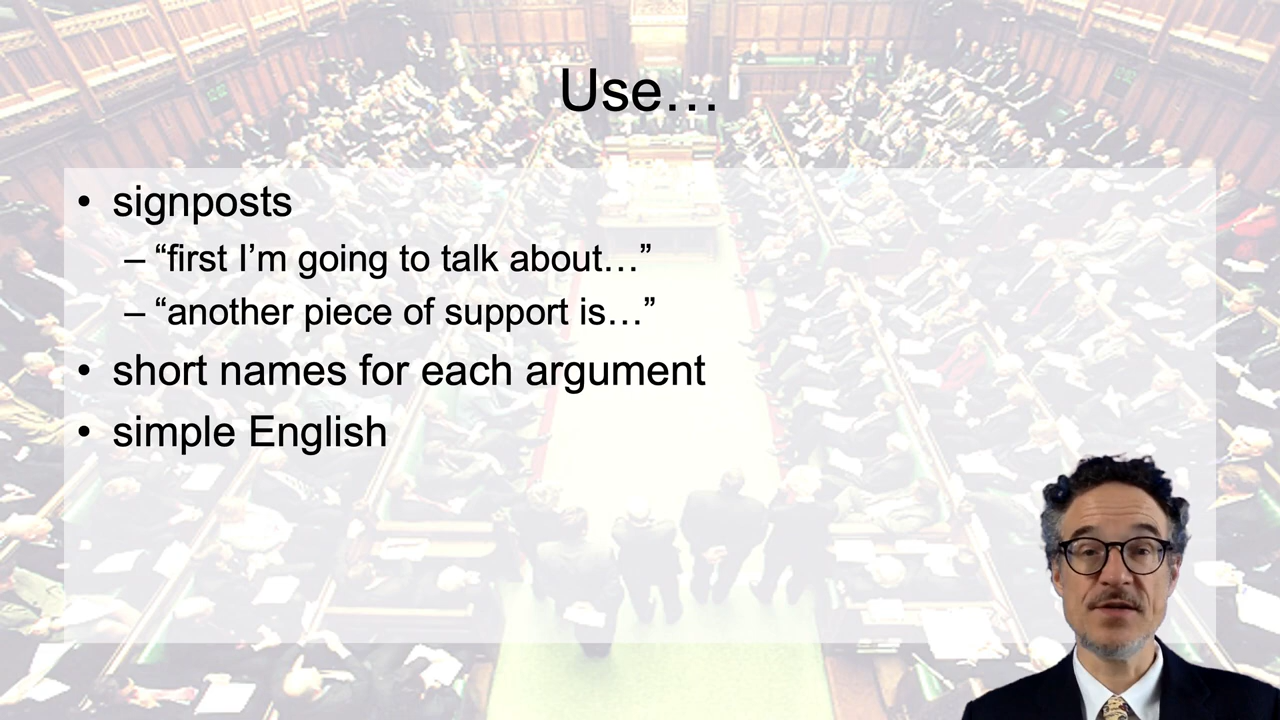 Use…
• signposts
– “first I’m going to talk about…”
– “another piece of support is…”
• short names for each argument
• simple English